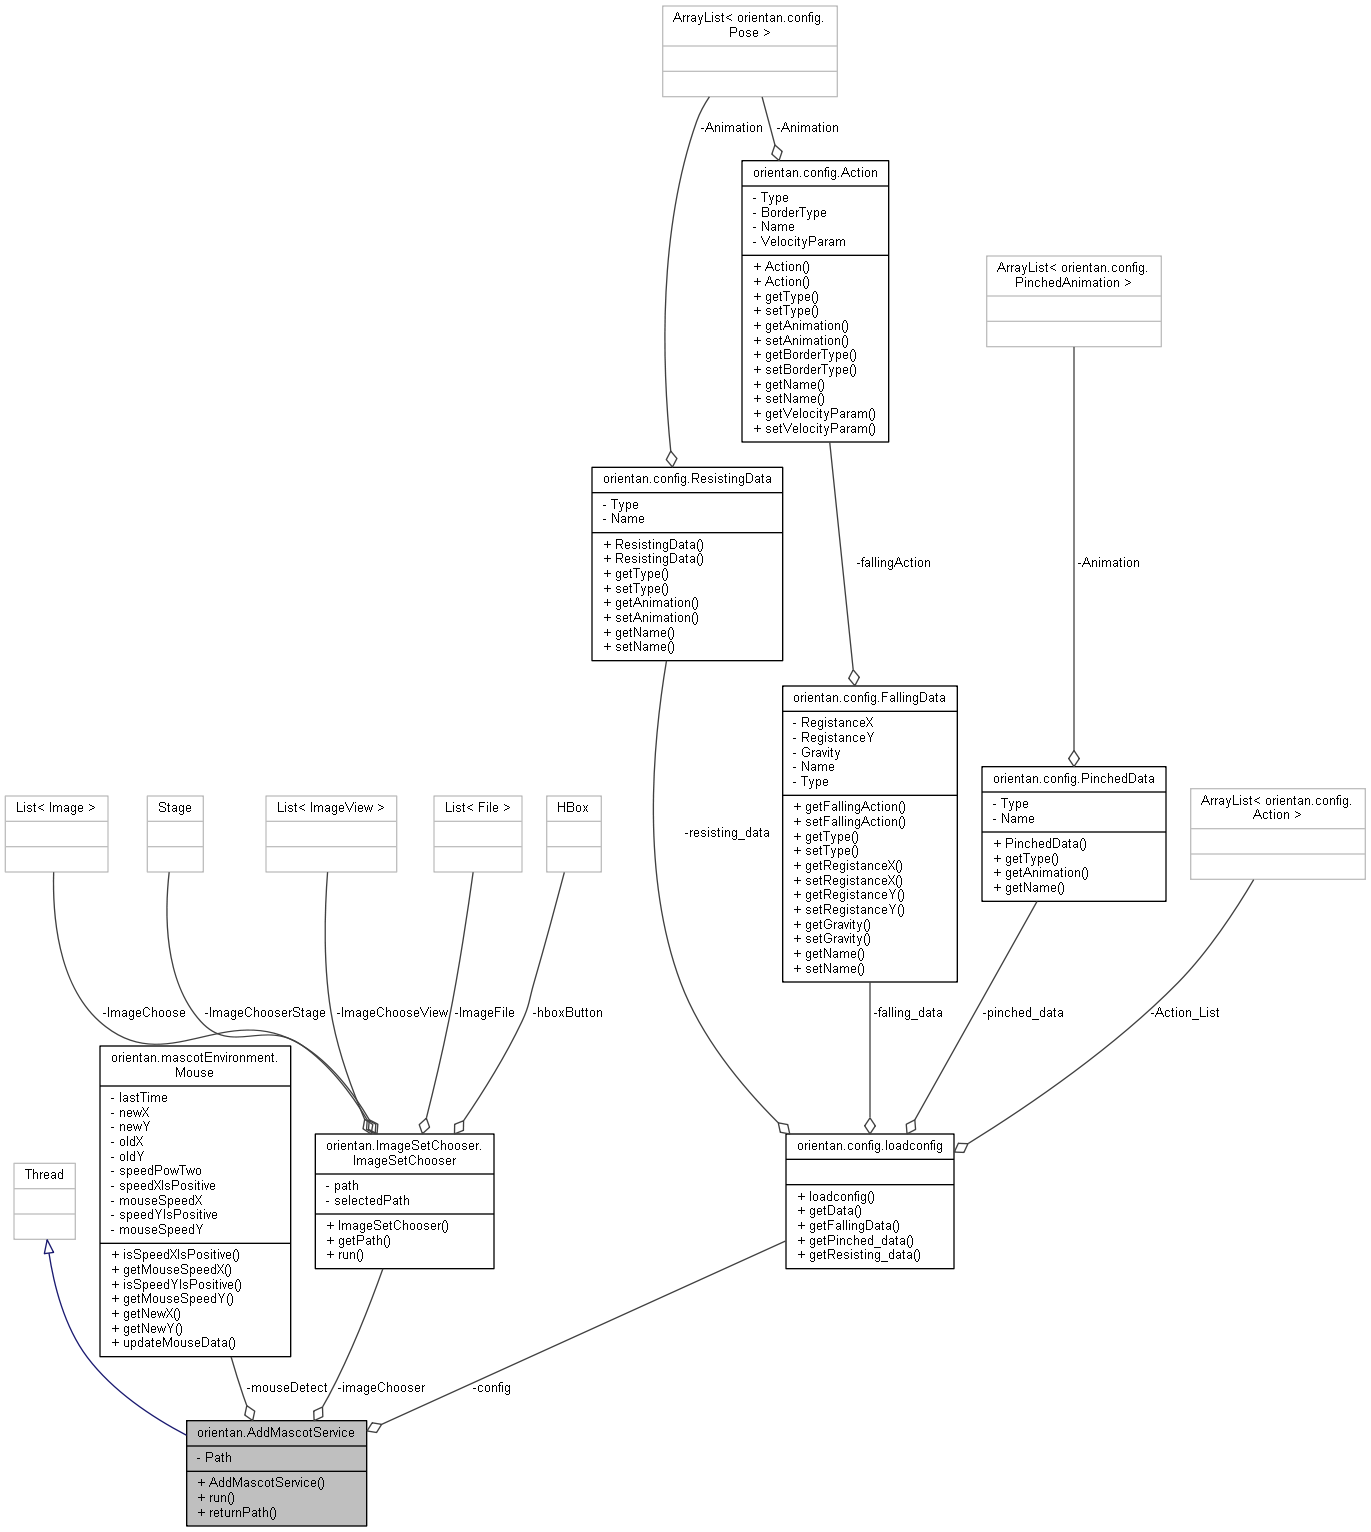 ArrayList< orientan.config.
Pose >
-Animation
-Animation
orientan.config.Action
- Type
- BorderType
- Name
- VelocityParam
+ Action()
+ Action()
+ getType()
+ setType()
+ getAnimation()
+ setAnimation()
+ getBorderType()
+ setBorderType()
+ getName()
+ setName()
+ getVelocityParam()
+ setVelocityParam()
ArrayList< orientan.config.
PinchedAnimation >
orientan.config.ResistingData
- Type
- Name
+ ResistingData()
+ ResistingData()
+ getType()
+ setType()
+ getAnimation()
+ setAnimation()
+ getName()
+ setName()
-fallingAction
-Animation
orientan.config.FallingData
- RegistanceX
- RegistanceY
- Gravity
- Name
- Type
+ getFallingAction()
+ setFallingAction()
+ getType()
+ setType()
+ getRegistanceX()
+ setRegistanceX()
+ getRegistanceY()
+ setRegistanceY()
+ getGravity()
+ setGravity()
+ getName()
+ setName()
orientan.config.PinchedData
- Type
- Name
+ PinchedData()
+ getType()
+ getAnimation()
+ getName()
ArrayList< orientan.config.
Action >
List< Image >
Stage
List< ImageView >
List< File >
HBox
-resisting_data
-ImageChoose
-ImageChooserStage
-ImageChooseView
-ImageFile
-hboxButton
-falling_data
-pinched_data
-Action_List
orientan.mascotEnvironment.
Mouse
- lastTime
- newX
- newY
- oldX
- oldY
- speedPowTwo
- speedXIsPositive
- mouseSpeedX
- speedYIsPositive
- mouseSpeedY
+ isSpeedXIsPositive()
+ getMouseSpeedX()
+ isSpeedYIsPositive()
+ getMouseSpeedY()
+ getNewX()
+ getNewY()
+ updateMouseData()
Thread
orientan.ImageSetChooser.
ImageSetChooser
- path
- selectedPath
+ ImageSetChooser()
+ getPath()
+ run()
orientan.config.loadconfig
+ loadconfig()
+ getData()
+ getFallingData()
+ getPinched_data()
+ getResisting_data()
-mouseDetect
-imageChooser
-config
orientan.AddMascotService
- Path
+ AddMascotService()
+ run()
+ returnPath()